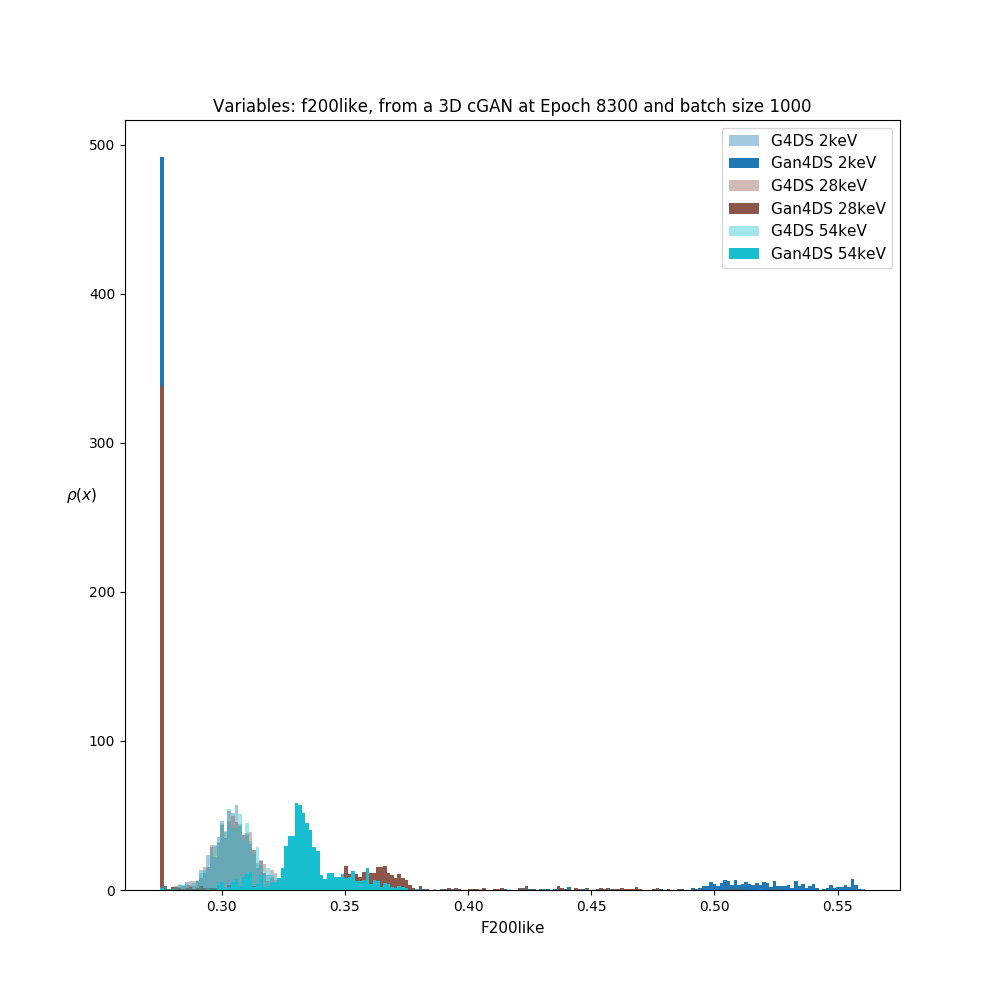 Variables: f200like, from a 3D cGAN at Epoch 8300 and batch size 1000
G4DS 2keV
Gan4DS 2keV
G4DS 28keV
Gan4DS 28keV
G4DS 54keV
Gan4DS 54keV
500
400
300
200
100
0
ρ(x)
0.30 0.35 0.40 0.45 0.50 0.55
F200like